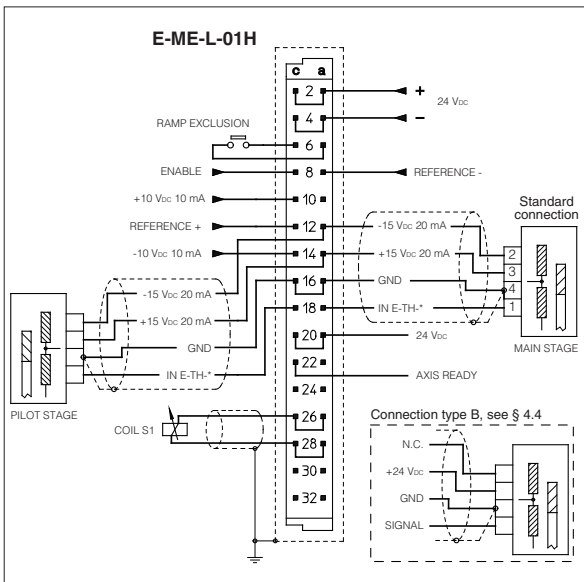 E-ME-L-01H
c a
2
+
24 VDC
4
−
RAMP EXCLUSION
6
ENABLE
8
REFERENCE -
+10 VDC 10 mA
10
REFERENCE +
12
-15 VDC 20 mA
Standard
connection
-10 VDC 10 mA
14
+15 VDC 20 mA
2
3
4
1
16
GND
-15 VDC 20 mA
18
IN E-TH-*
+15 VDC 20 mA
20
24 VDC
MAIN STAGE
GND
22
AXIS READY
IN E-TH-*
24
PILOT STAGE
26
COIL S1
28
30
32
Connection type B, see § 4.4
N.C.
+24 VDC
GND
SIGNAL